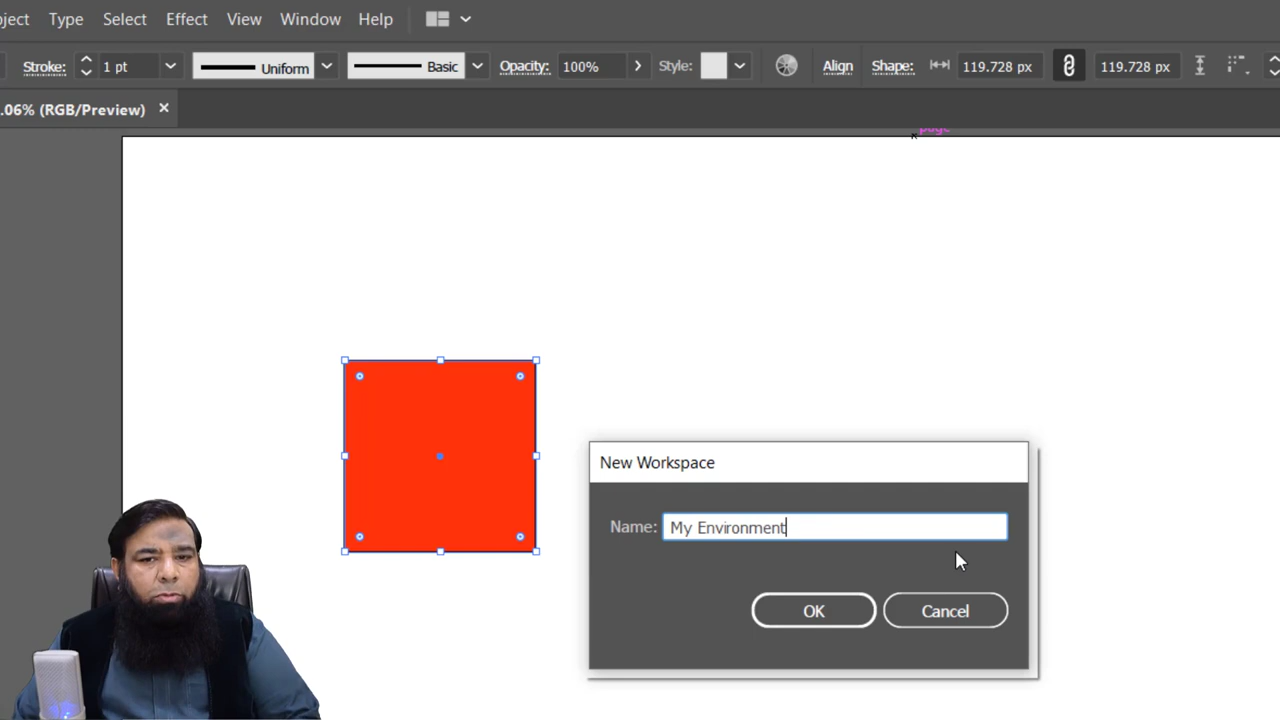 ject Type Select Effect View Window Help
Stroke: 1 pt Uniform Basic Opacity: 100% Style: Align Shape: 119.728 px 119.728 px
.06% (RGB/Preview) ×
page
New Workspace
Name: My Environment
OK Cancel